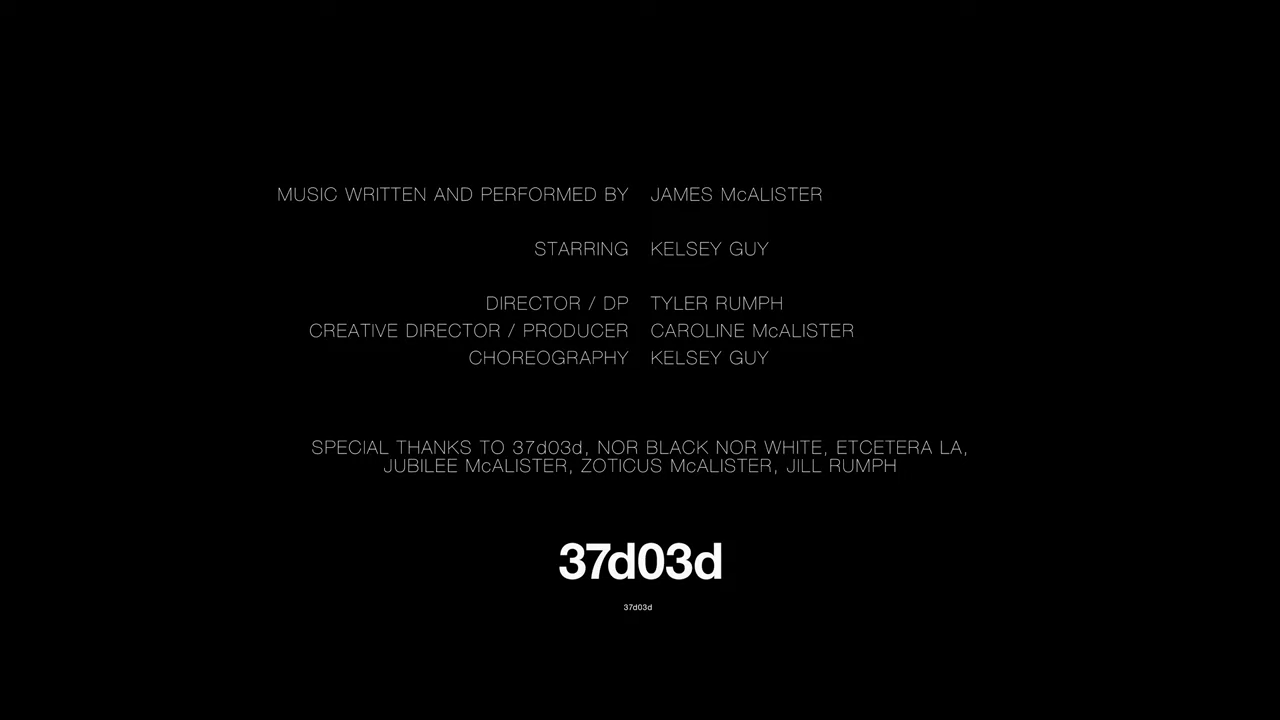 MUSIC WRITTEN AND PERFORMED BY JAMES McALISTER
STARRING KELSEY GUY
DIRECTOR / DP TYLER RUMPH
CREATIVE DIRECTOR / PRODUCER CAROLINE McALISTER
CHOREOGRAPHY KELSEY GUY
SPECIAL THANKS TO 37d03d, NOR BLACK NOR WHITE, ETCETERA LA,
JUBILEE McALISTER, ZOTICUS McALISTER, JILL RUMPH
37d03d
37d03d